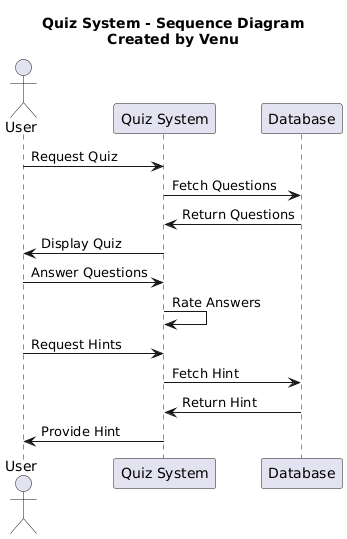 Quiz System - Sequence Diagram
Created by Venu
User
Quiz System
Database
Request Quiz
Fetch Questions
Return Questions
Display Quiz
Answer Questions
Rate Answers
Request Hints
Fetch Hint
Return Hint
Provide Hint
User
Quiz System
Database